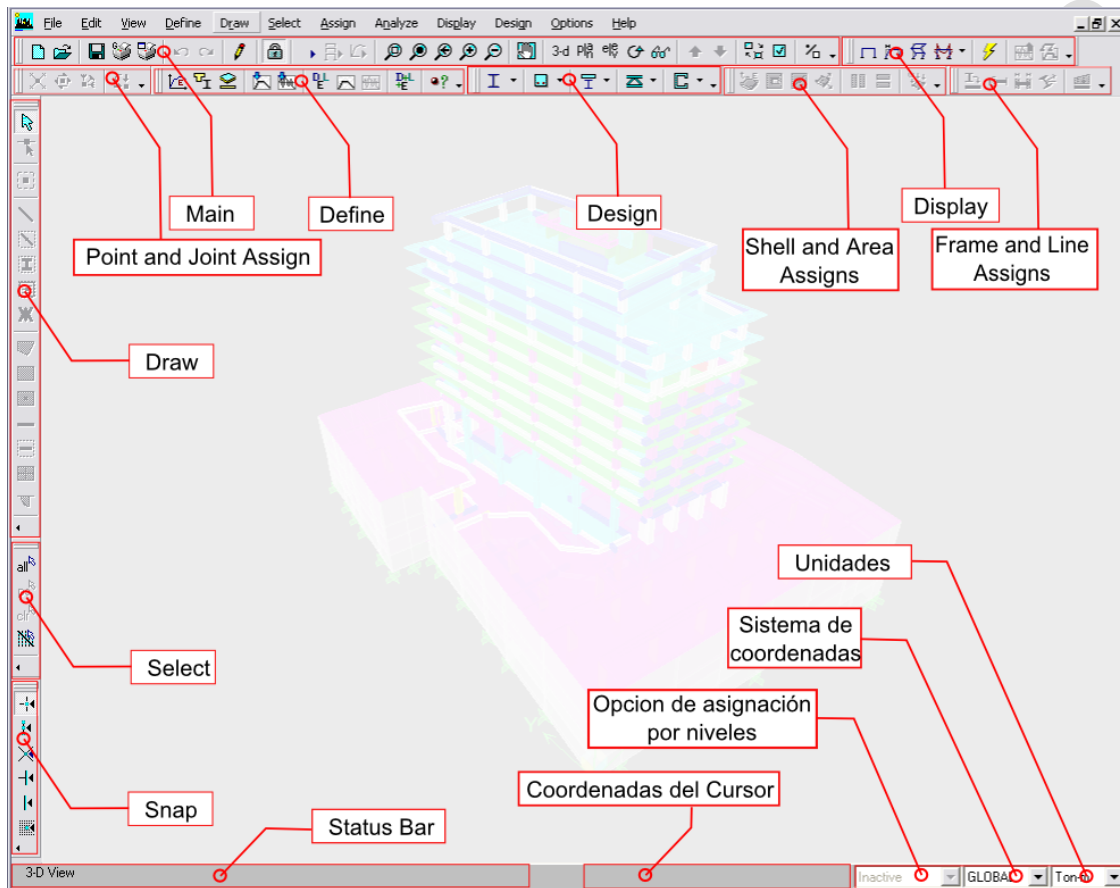 File Edit View Define Draw Select Assign Analyze Display Design Options Help
3-d
Main
Define
Design
Display
Point and Joint Assign
Shell and Area
Assigns
Frame and Line
Assigns
Draw
all
clr
Select
Snap
Unidades
Sistema de
coordenadas
Opcion de asignación
por niveles
Coordenadas del Cursor
Status Bar
3-D View
Inactive
GLOBAL
Ton-m